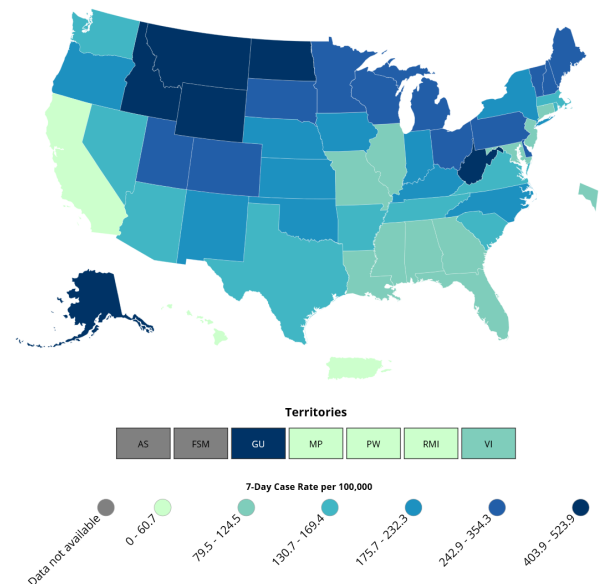 Territories
AS FSM GU MP PW RMI VI
7-Day Case Rate per 100,000
Data not available 0 - 60.7 79.5 - 124.5 130.7 - 169.4 175.7 - 232.3 242.9 - 354.3 403.9 - 523.9